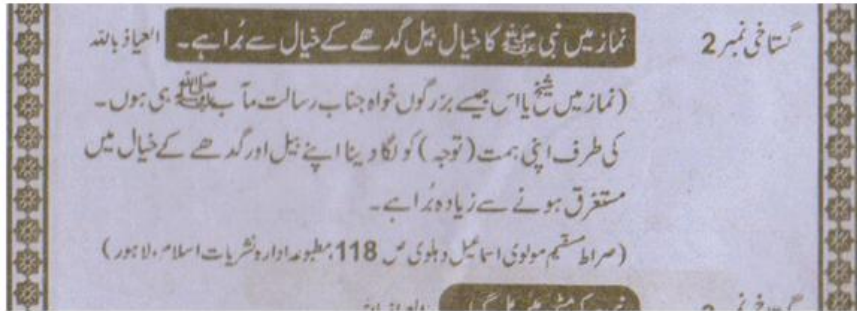 گستاخی نمبر 2 نماز میں نبی ﷺ کا خیال بیل گدھے کے خیال سے بُرا ہے۔ العیاذ باللہ
(نماز میں شیخ یا اس جیسے بزرگوں خواہ جناب رسالت مآب ﷺ ہی ہوں۔
کی طرف اپنی ہمت (توجہ) کو لگا دینا اپنے بیل اور گدھے کے خیال میں
مستغرق ہونے سے زیادہ بُرا ہے۔
(صراط مستقیم مولوی اسماعیل دہلوی ص 118، مطبوعہ ادارہ نشریات اسلام، لاہور)